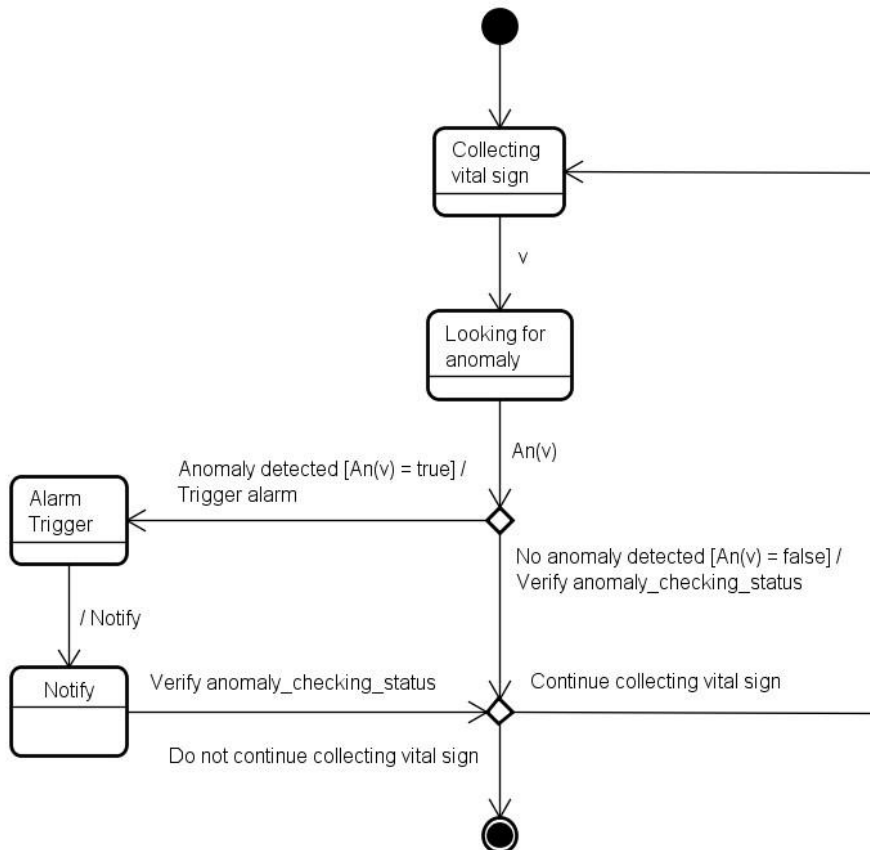 Collecting
vital sign
v
Looking for
anomaly
An(v)
Anomaly detected [An(v) = true] /
Trigger alarm
Alarm
Trigger
No anomaly detected [An(v) = false] /
Verify anomaly_checking_status
/ Notify
Notify
Verify anomaly_checking_status
Continue collecting vital sign
Do not continue collecting vital sign